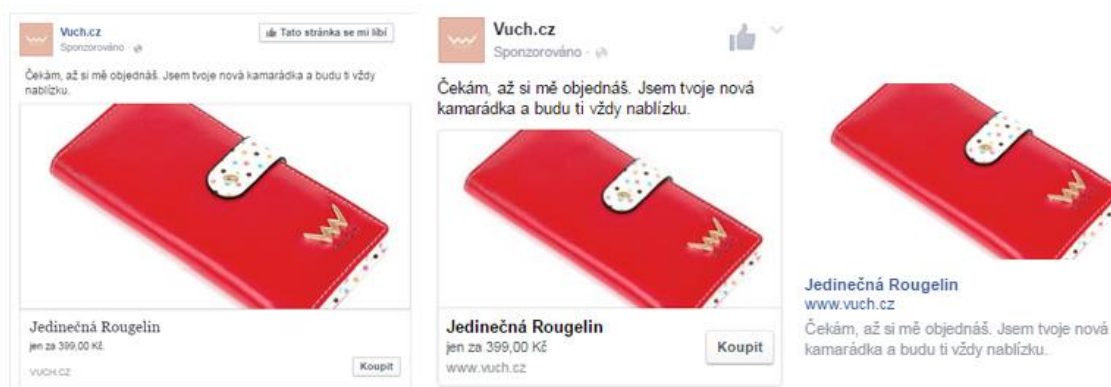 Vuch.cz
Sponzorováno
Tato stránka se mi líbí
Čekám, až si mě objednáš. Jsem tvoje nová kamarádka a budu ti vždy
nablízku.
Jedinečná Rougelin
jen za 399,00 Kč
VUCH.CZ
Koupit
Vuch.cz
Sponzorováno
Čekám, až si mě objednáš. Jsem tvoje nová
kamarádka a budu ti vždy nablízku.
Jedinečná Rougelin
jen za 399,00 Kč
www.vuch.cz
Koupit
Jedinečná Rougelin
www.vuch.cz
Čekám, až si mě objednáš. Jsem tvoje nová
kamarádka a budu ti vždy nablízku.